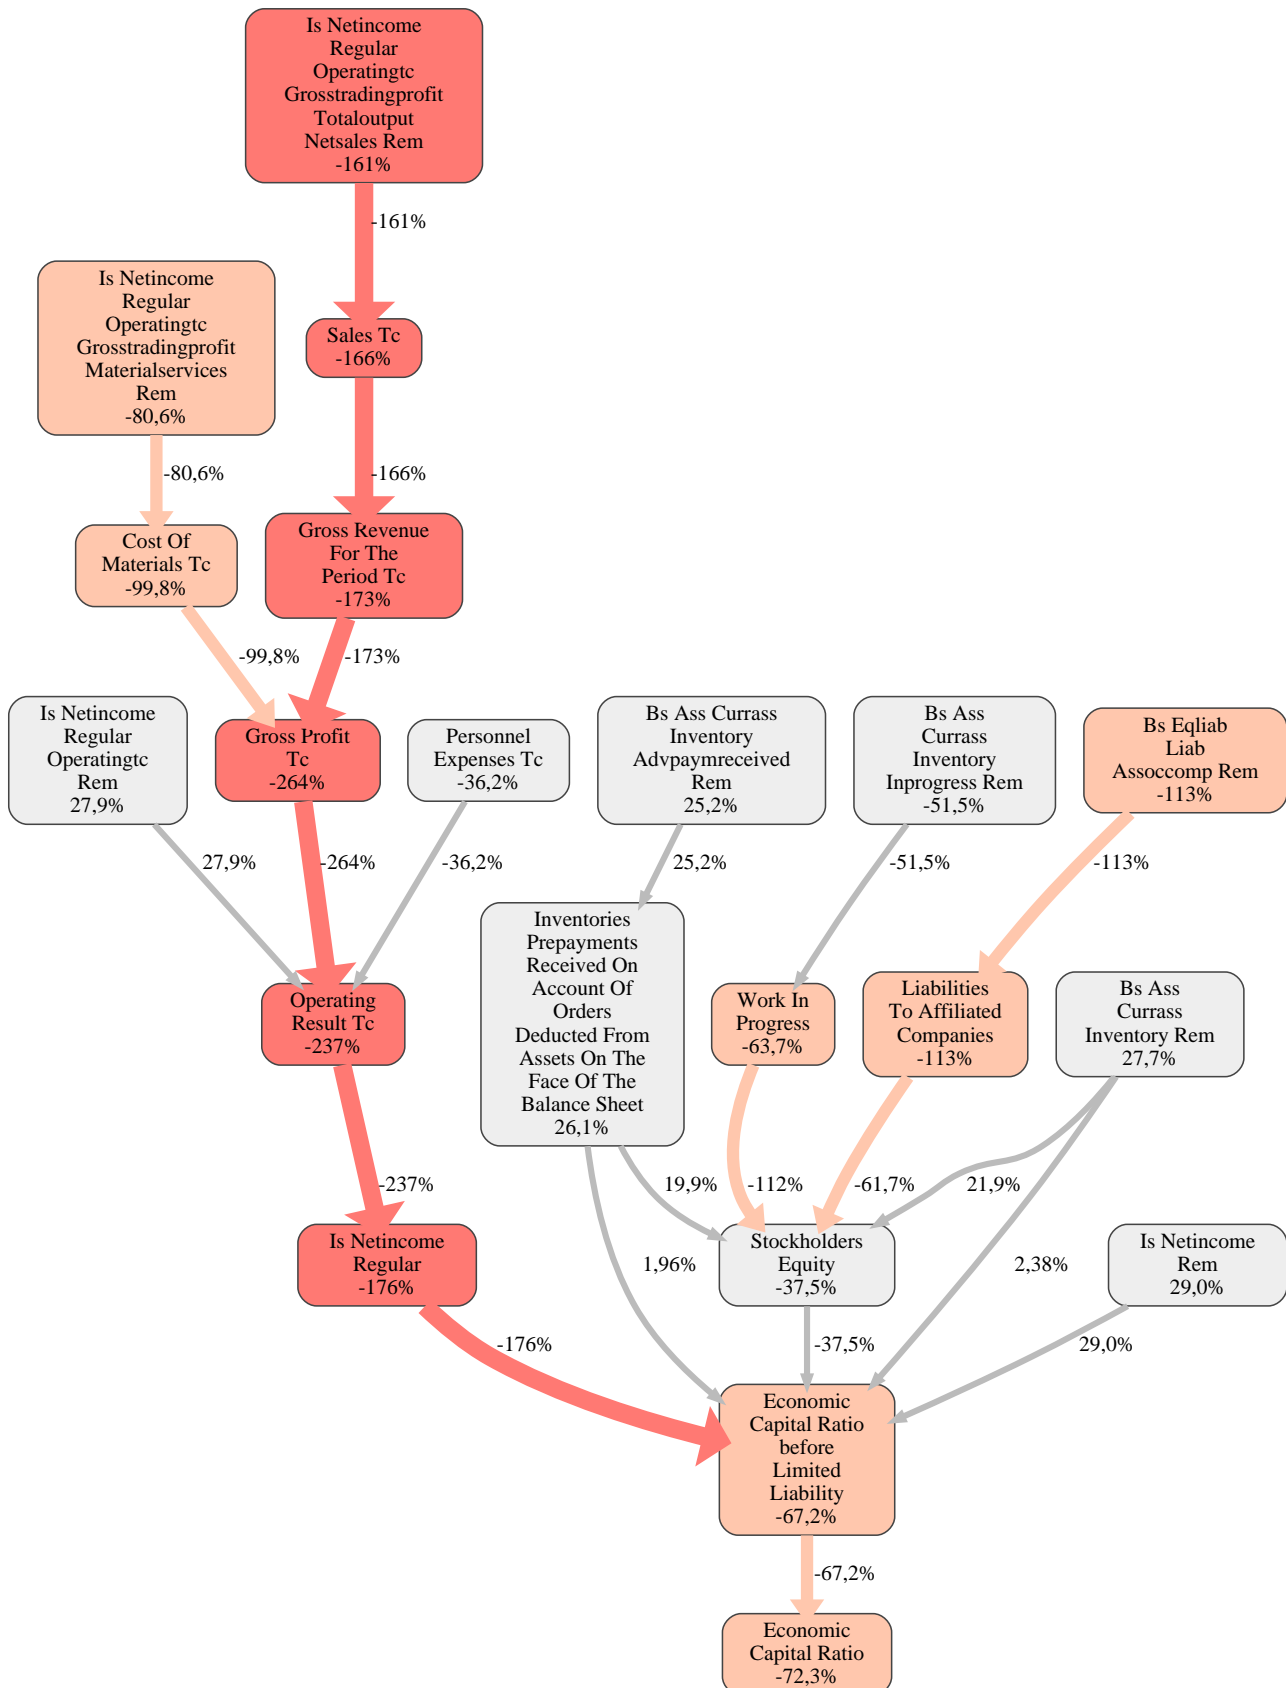 Is Netincome
Regular
Operatingtc
Grosstradingprofit
Totaloutput
Netsales Rem
-161%
-161%
Is Netincome
Regular
Operatingtc
Grosstradingprofit
Materialservices
Rem
-80,6%
Sales Tc
-166%
-80,6%
-166%
Cost Of
Materials Tc
-99,8%
Gross Revenue
For The
Period Tc
-173%
-99,8%
-173%
Is Netincome
Regular
Operatingtc
Rem
27,9%
Gross Profit
Tc
-264%
Personnel
Expenses Tc
-36,2%
Bs Ass Currass
Inventory
Advpaymreceived
Rem
25,2%
Bs Ass
Currass
Inventory
Inprogress Rem
-51,5%
Bs Eqliab
Liab
Assoccomp Rem
-113%
27,9%
-264%
-36,2%
25,2%
-51,5%
-113%
Operating
Result Tc
-237%
Inventories
Prepayments
Received On
Account Of
Orders
Deducted From
Assets On The
Face Of The
Balance Sheet
26,1%
Work In
Progress
-63,7%
Liabilities
To Affiliated
Companies
-113%
Bs Ass
Currass
Inventory Rem
27,7%
-237%
19,9%
-112%
-61,7%
21,9%
Is Netincome
Regular
-176%
1,96%
Stockholders
Equity
-37,5%
2,38%
Is Netincome
Rem
29,0%
-176%
-37,5%
29,0%
Economic
Capital Ratio
before
Limited
Liability
-67,2%
-67,2%
Economic
Capital Ratio
-72,3%